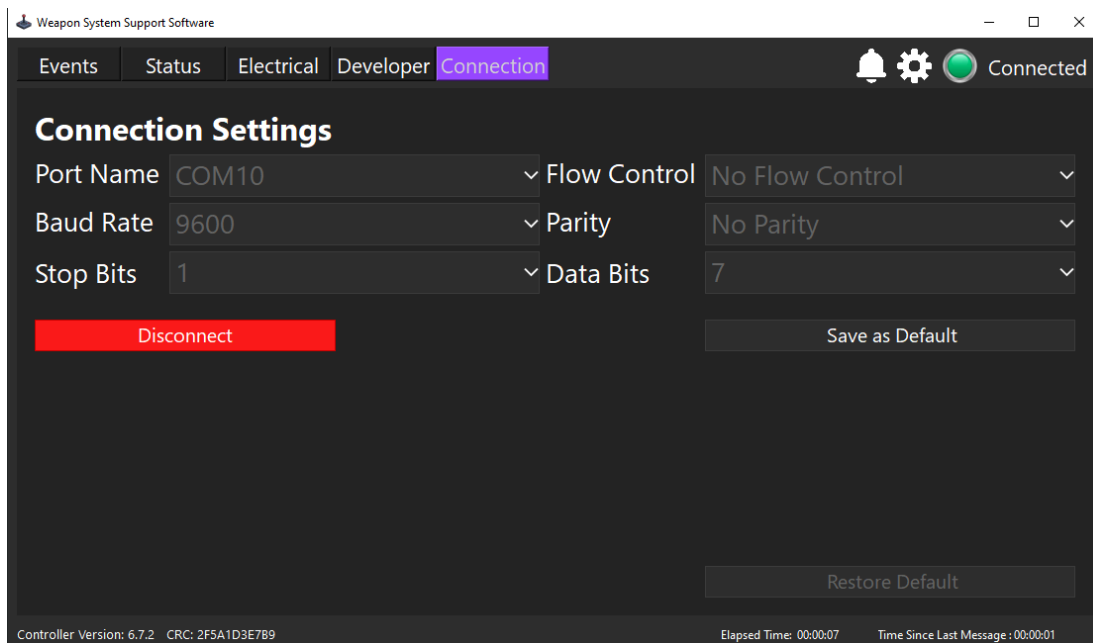 Weapon System Support Software
Events Status Electrical Developer Connection Connected
Connection Settings
Port Name COM10 Flow Control No Flow Control
Baud Rate 9600 Parity No Parity
Stop Bits 1 Data Bits 7
Disconnect Save as Default
Restore Default
Controller Version: 6.7.2 CRC: 2F5A1D3E7B9 Elapsed Time: 00:00:07 Time Since Last Message : 00:00:01